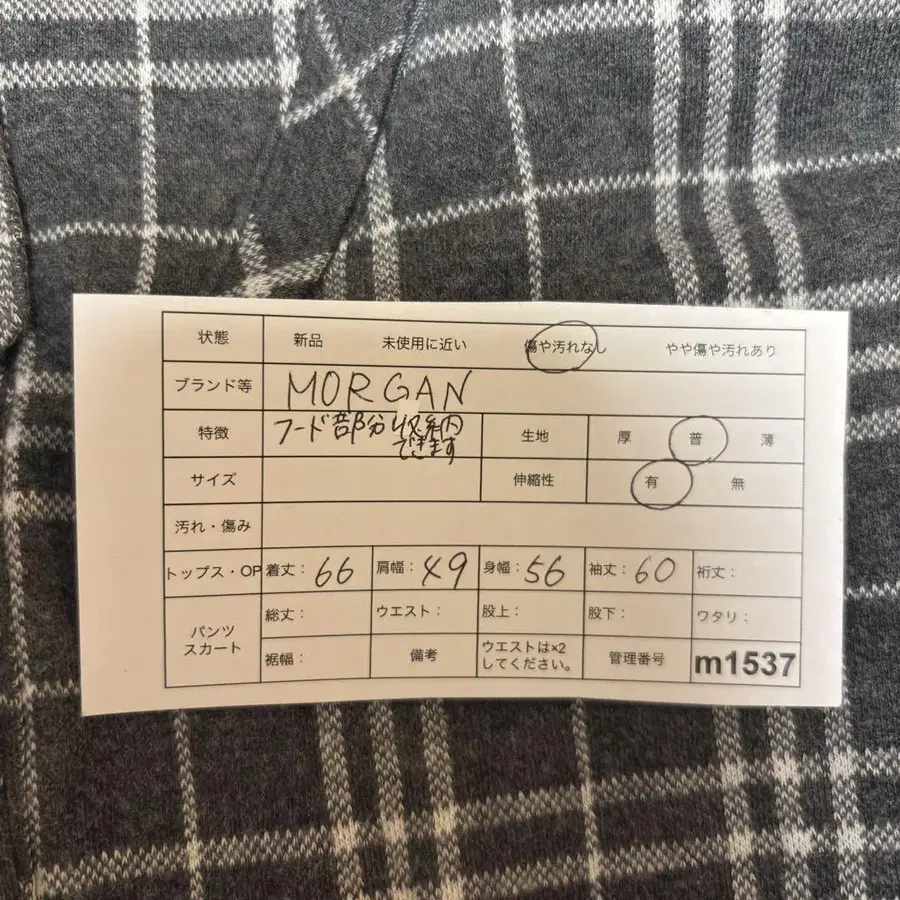 状態 新品 未使用に近い 傷や汚れなし やや傷や汚れあり
ブランド等 MORGAN
特徴 フード部分収納
できます
生地 厚 普 薄
サイズ 伸縮性 有 無
汚れ・傷み
トップス・OP 着丈：66 肩幅：49 身幅：56 袖丈：60 裄丈：
パンツ
スカート
総丈： ウエスト： 股上： 股下： ワタリ：
裾幅： 備考 ウエストは×2
してください。
管理番号 m1537